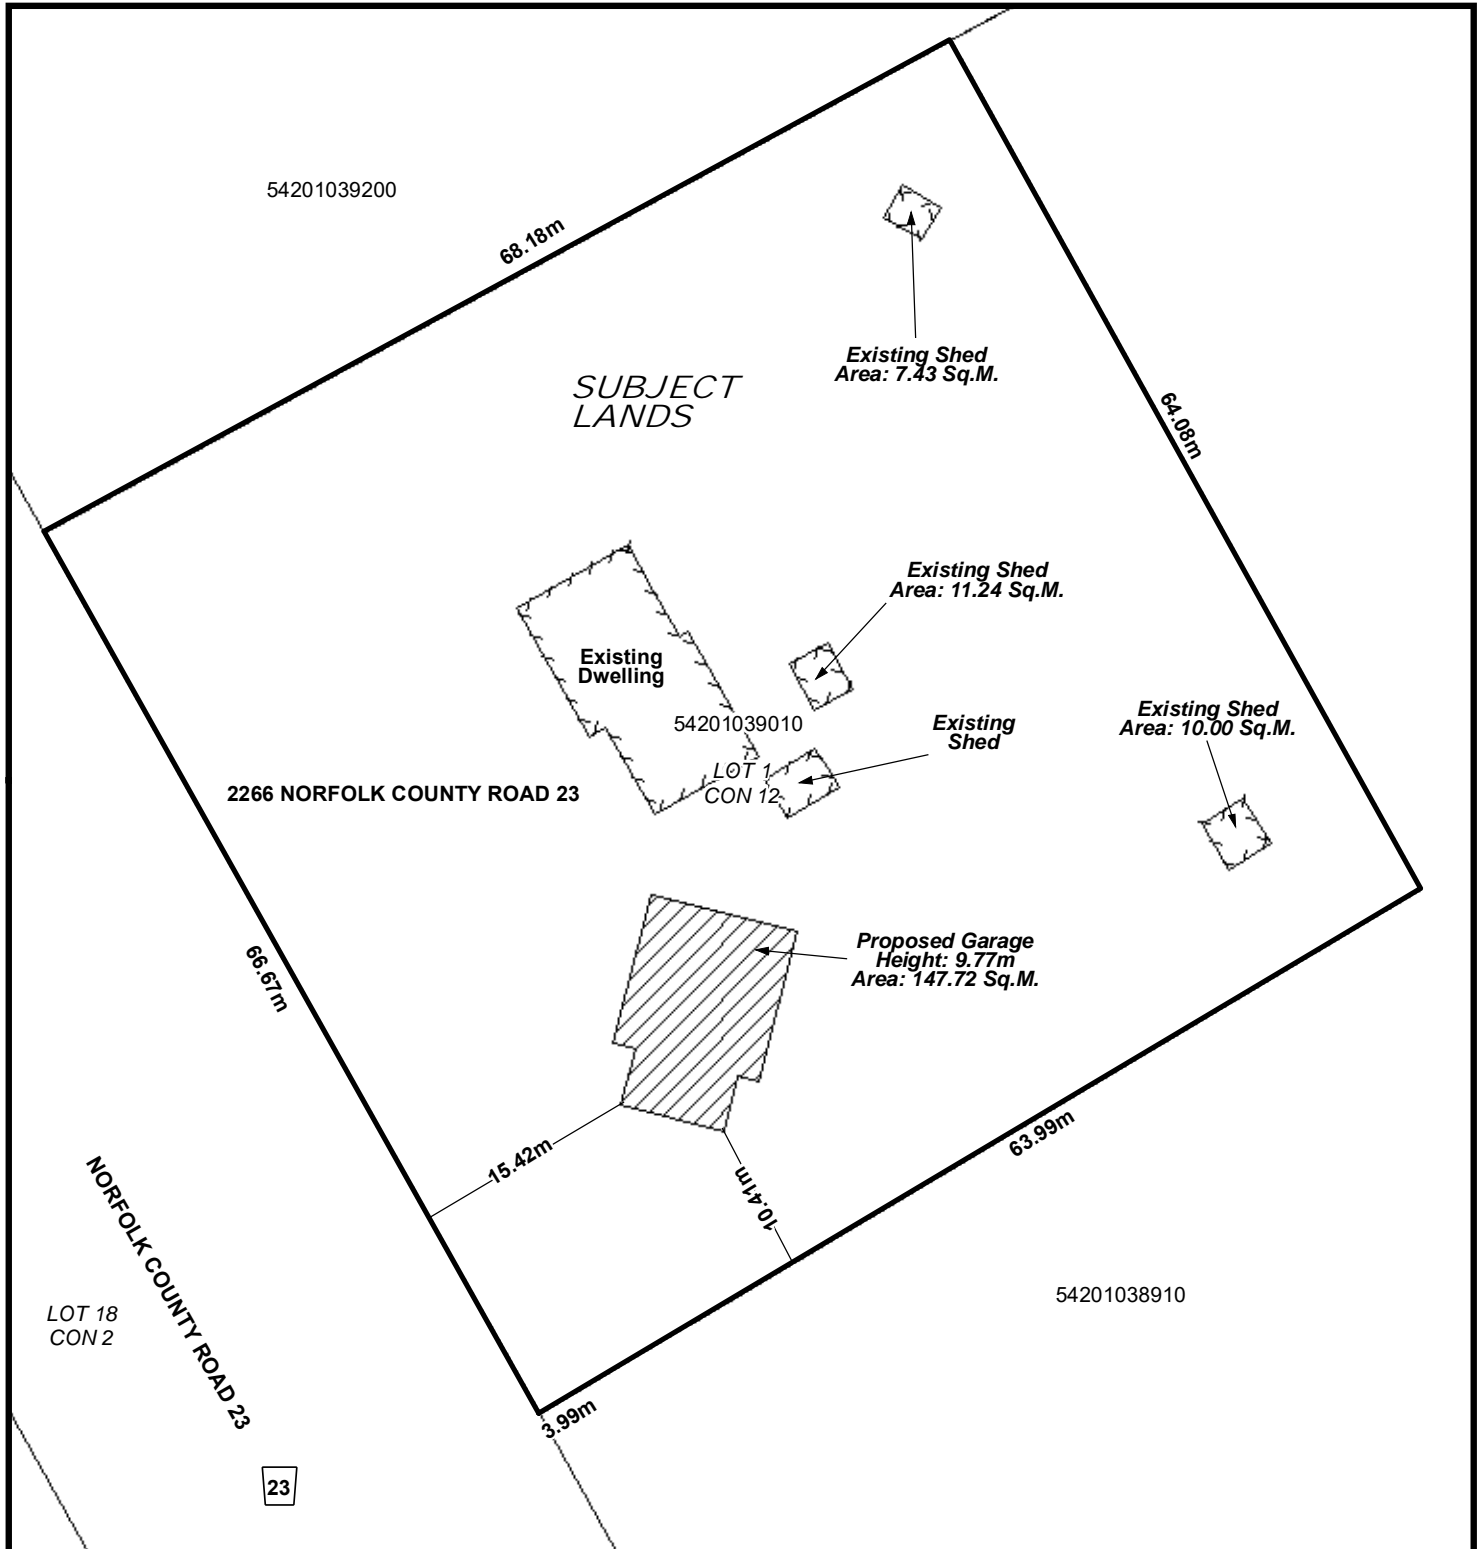 54201039200
68.18m
Existing Shed
Area: 7.43 Sq.M.
SUBJECT
LANDS
64.08m
Existing Shed
Area: 11.24 Sq.M.
Existing
Dwelling
54201039010
Existing
Shed
Existing Shed
Area: 10.00 Sq.M.
LOT 1
CON 12
2266 NORFOLK COUNTY ROAD 23
Proposed Garage
Height: 9.77m
Area: 147.72 Sq.M.
66.67m
15.42m
10.41m
63.99m
NORFOLK COUNTY ROAD 23
54201038910
LOT 18
CON 2
3.99m
23